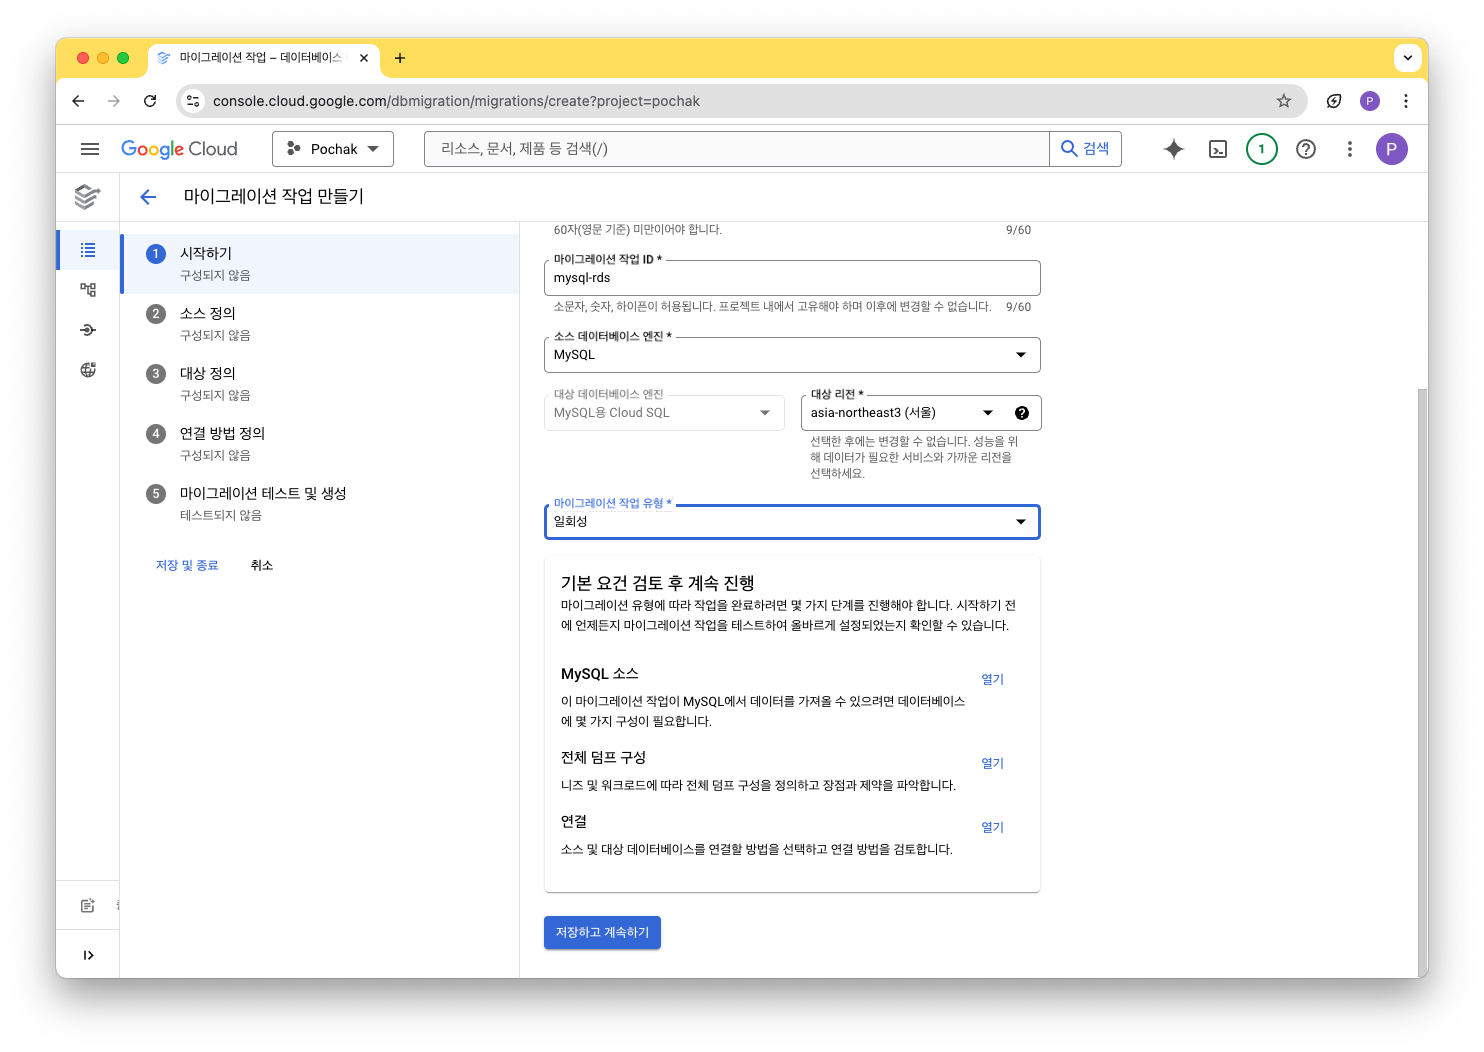 마이그레이션 작업 – 데이터베이스
console.cloud.google.com/dbmigration/migrations/create?project=pochak
P
Google Cloud
Pochak
리소스, 문서, 제품 등 검색(/)
검색
1
P
마이그레이션 작업 만들기
1 시작하기
구성되지 않음
2 소스 정의
구성되지 않음
3 대상 정의
구성되지 않음
4 연결 방법 정의
구성되지 않음
5 마이그레이션 테스트 및 생성
테스트되지 않음
저장 및 종료 취소
60자(영문 기준) 미만이어야 합니다. 9/60
마이그레이션 작업 ID *
mysql-rds
소문자, 숫자, 하이픈이 허용됩니다. 프로젝트 내에서 고유해야 하며 이후에 변경할 수 없습니다. 9/60
소스 데이터베이스 엔진 *
MySQL
대상 데이터베이스 엔진
MySQL용 Cloud SQL
대상 리전 *
asia-northeast3 (서울)
선택한 후에는 변경할 수 없습니다. 성능을 위
해 데이터가 필요한 서비스와 가까운 리전을
선택하세요.
마이그레이션 작업 유형 *
일회성
기본 요건 검토 후 계속 진행
마이그레이션 유형에 따라 작업을 완료하려면 몇 가지 단계를 진행해야 합니다. 시작하기 전
에 언제든지 마이그레이션 작업을 테스트하여 올바르게 설정되었는지 확인할 수 있습니다.
MySQL 소스
열기
이 마이그레이션 작업이 MySQL에서 데이터를 가져올 수 있으려면 데이터베이스
에 몇 가지 구성이 필요합니다.
전체 덤프 구성
열기
니즈 및 워크로드에 따라 전체 덤프 구성을 정의하고 장점과 제약을 파악합니다.
연결
열기
소스 및 대상 데이터베이스를 연결할 방법을 선택하고 연결 방법을 검토합니다.
저장하고 계속하기